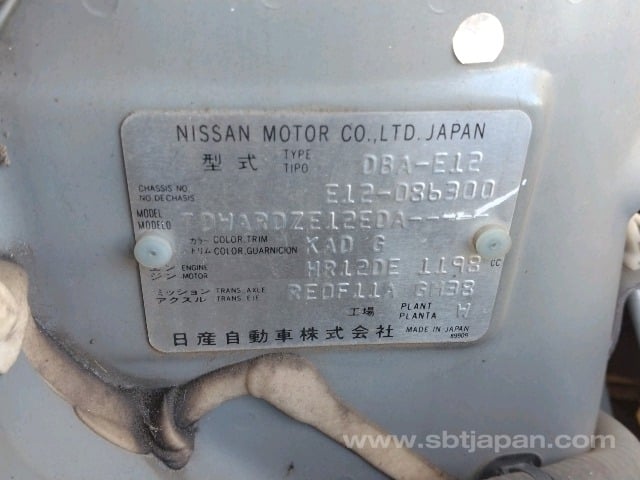 NISSAN MOTOR CO.,LTD. JAPAN
型式 TYPE TIPO DBA-E12
CHASSIS NO. NO. DE CHASIS E12-086300
MODEL MODELO TDWARDZE12EDA-----
カラー トリム COLOR,TRIM COLOR,GUARNICION KAD G
エンジン ENGINE MOTOR HR12DE 1198 CC
ミッション アクスル TRANS. AXLE TRANS. EJE RE0F11A GH38
工場 PLANT PLANTA W
日産自動車株式会社 MADE IN JAPAN
89909
www.sbtjapan.com